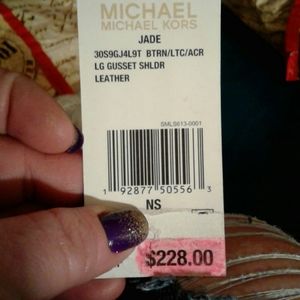 MICHAEL
MICHAEL KORS
JADE
30S9GJ4L9T BTRN/LTC/ACR
LG GUSSET SHLDR
LEATHER
SMLS613-0001
1 92877 50556 3
NS
$228.00